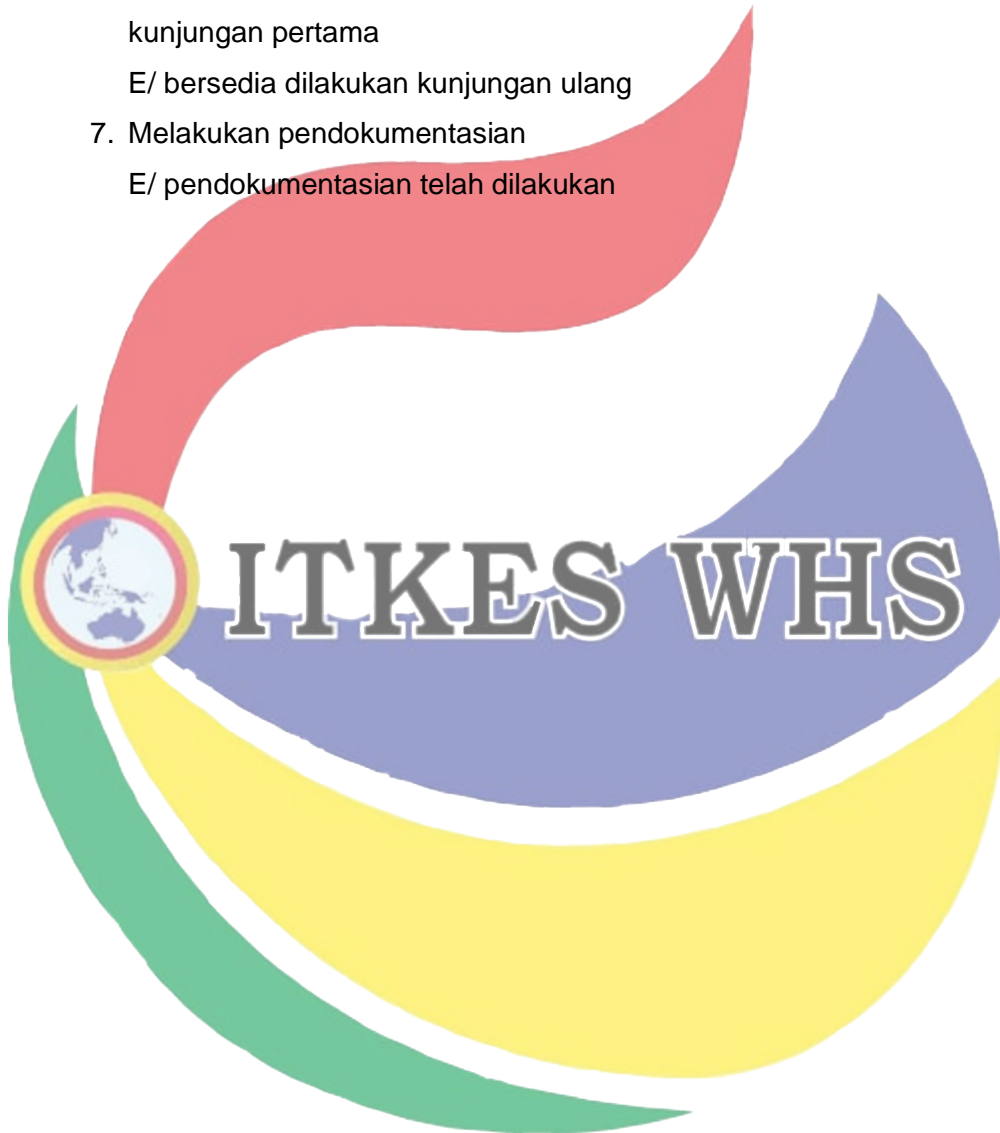 kunjungan pertama
E/ bersedia dilakukan kunjungan ulang
7. Melakukan pendokumentasian
E/ pendokumentasian telah dilakukan
ITKES WHS